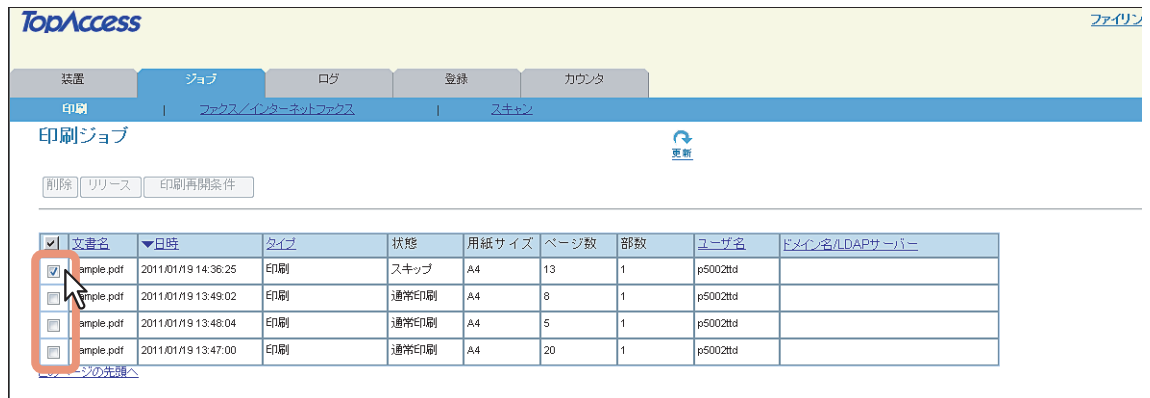 TopAccess
ファイリン
装置 ジョブ ログ 登録 カウンタ
印刷 | ファクス／インターネットファクス | スキャン
印刷ジョブ
更新
削除 リリース 印刷再開条件
文書名 ▼日時 タイプ 状態 用紙サイズ ページ数 部数 ユーザ名 ドメイン名/LDAPサーバー
ample.pdf 2011/01/19 14:36:25 印刷 スキップ A4 13 1 p5002ttd
ample.pdf 2011/01/19 13:49:02 印刷 通常印刷 A4 8 1 p5002ttd
ample.pdf 2011/01/19 13:48:04 印刷 通常印刷 A4 5 1 p5002ttd
ample.pdf 2011/01/19 13:47:00 印刷 通常印刷 A4 20 1 p5002ttd
このページの先頭へ